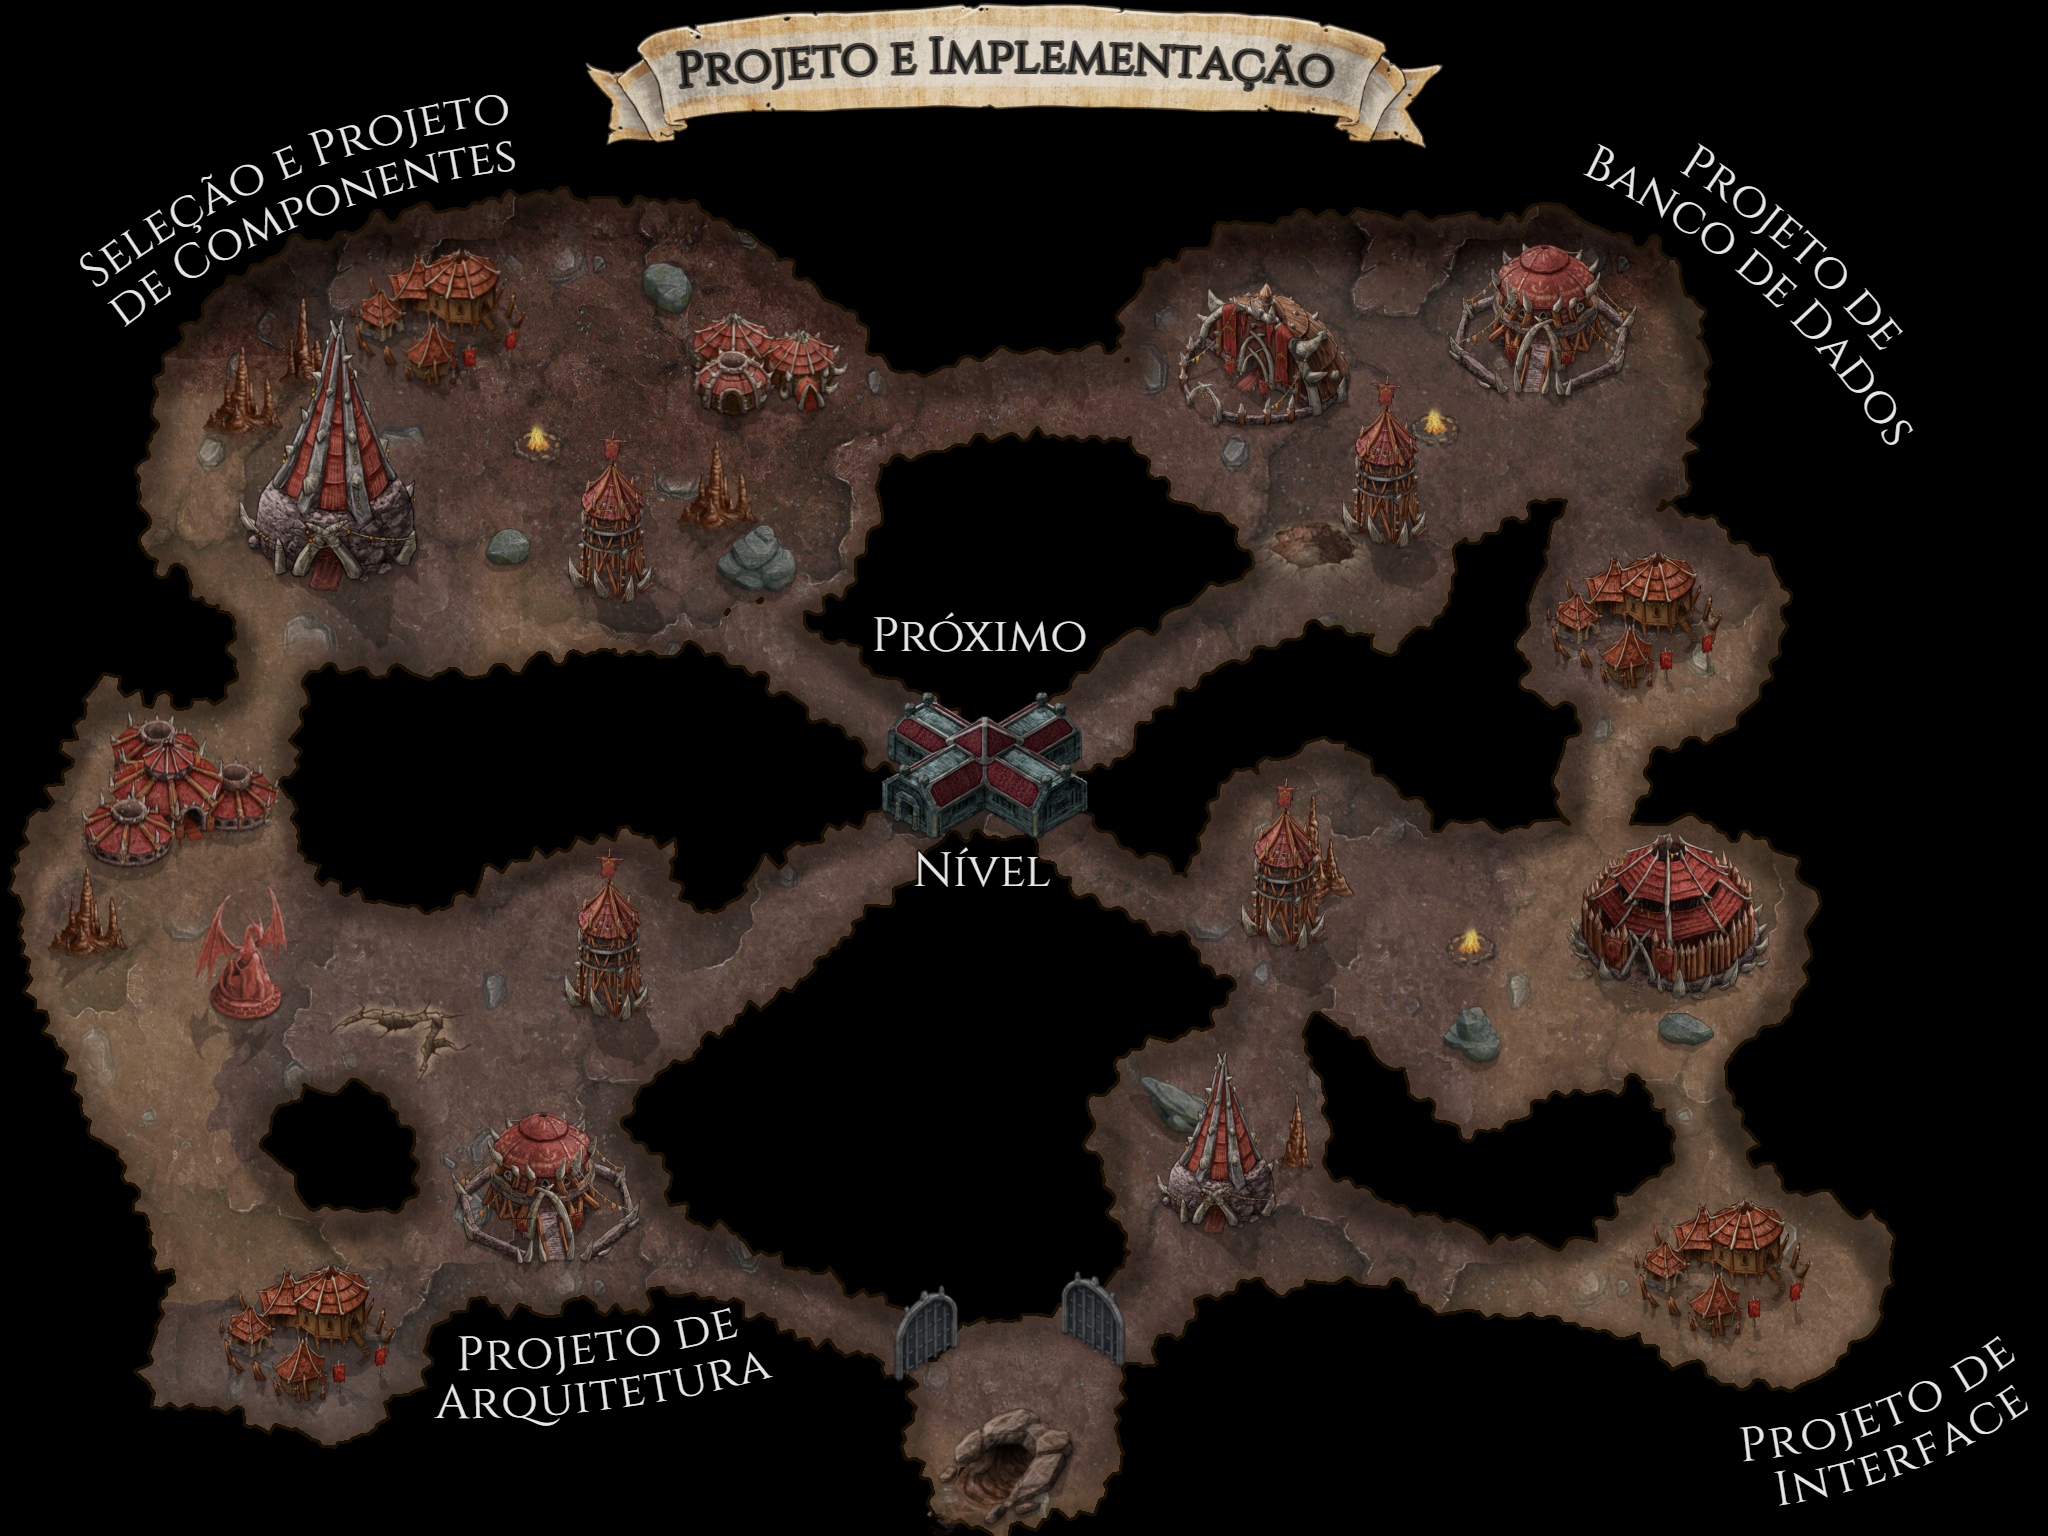 Projeto e Implementação
Seleção e Projeto
de Componentes
Projeto de
Banco de Dados
Próximo
Nível
Projeto de
Arquitetura
Projeto de
Interface